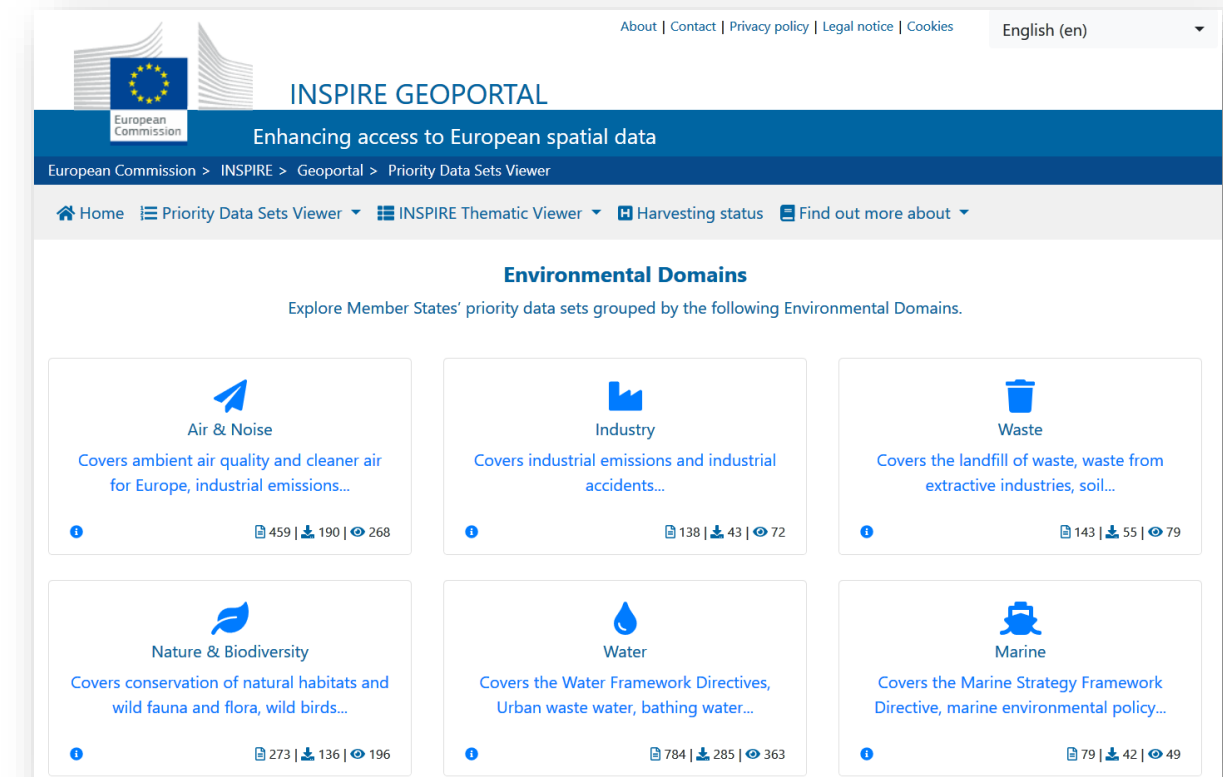 About | Contact | Privacy policy | Legal notice | Cookies
English (en)
European
Commission
INSPIRE GEOPORTAL
Enhancing access to European spatial data
European Commission > INSPIRE > Geoportal > Priority Data Sets Viewer
Home Priority Data Sets Viewer INSPIRE Thematic Viewer H Harvesting status Find out more about
Environmental Domains
Explore Member States' priority data sets grouped by the following Environmental Domains.
Air & Noise
Covers ambient air quality and cleaner air
for Europe, industrial emissions...
459 | 190 | 268
Industry
Covers industrial emissions and industrial
accidents...
138 | 43 | 72
Waste
Covers the landfill of waste, waste from
extractive industries, soil...
143 | 55 | 79
Nature & Biodiversity
Covers conservation of natural habitats and
wild fauna and flora, wild birds...
273 | 136 | 196
Water
Covers the Water Framework Directives,
Urban waste water, bathing water...
784 | 285 | 363
Marine
Covers the Marine Strategy Framework
Directive, marine environmental policy...
79 | 42 | 49